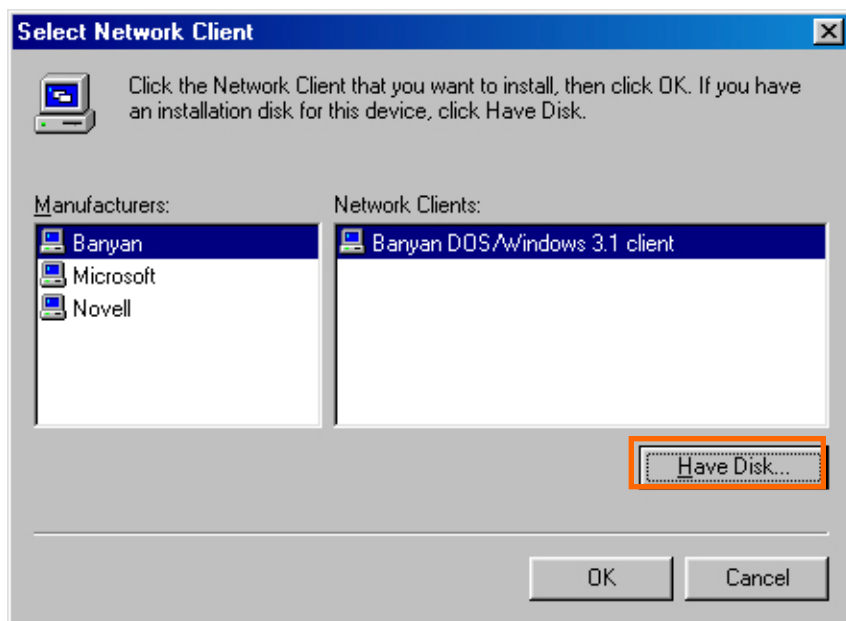 Select Network Client
Click the Network Client that you want to install, then click OK. If you have
an installation disk for this device, click Have Disk.
Manufacturers:
Network Clients:
Banyan
Microsoft
Novell
Banyan DOS/Windows 3.1 client
Have Disk...
OK
Cancel